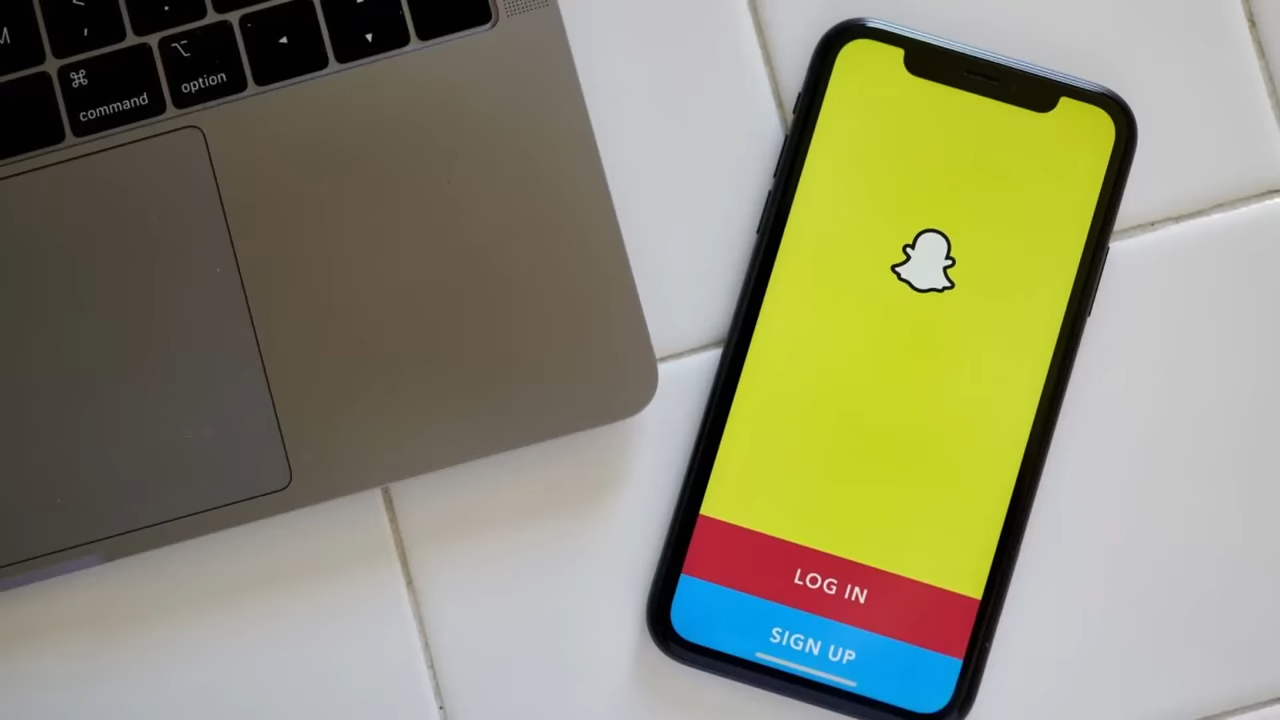 M
<
,
.
⌘
command
⌥
option
◄
▼
LOG IN
SIGN UP